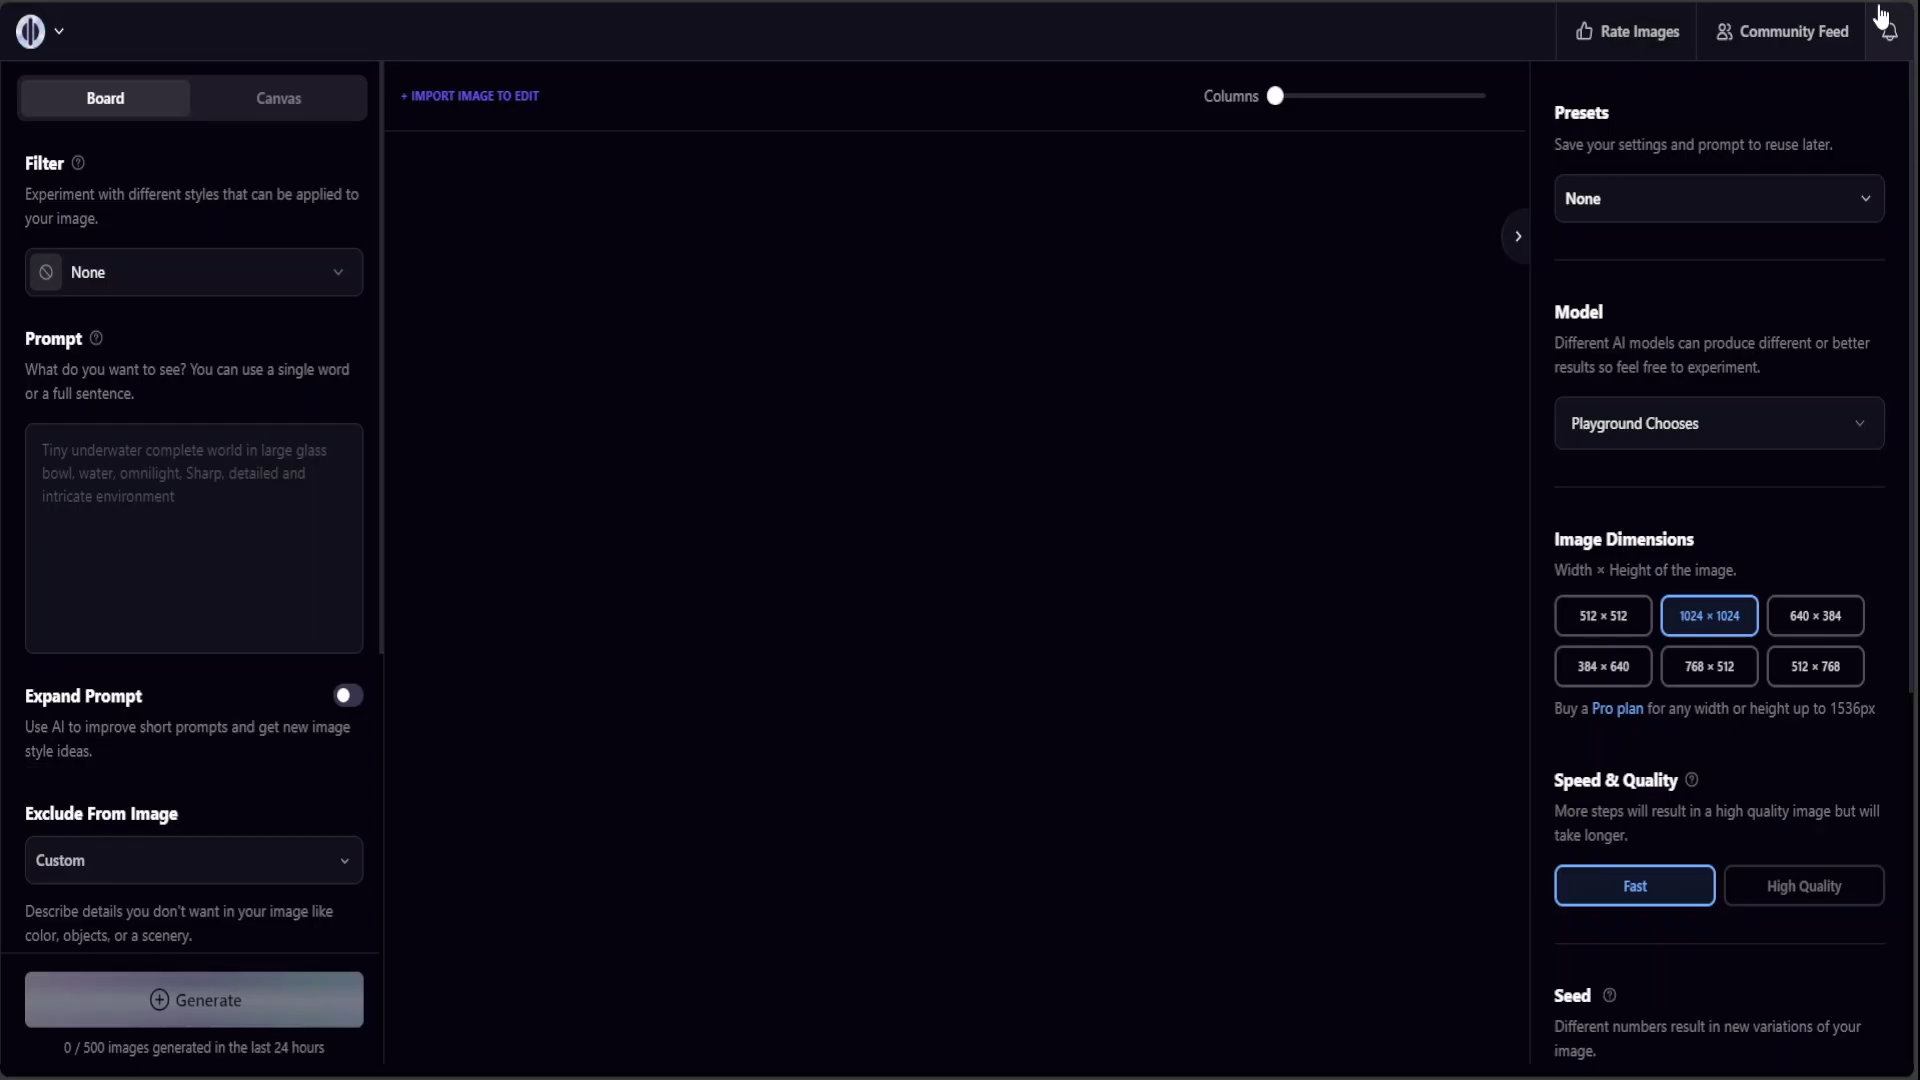 Rate Images
Community Feed
Board
Canvas
+ IMPORT IMAGE TO EDIT
Columns
Filter
Experiment with different styles that can be applied to
your image.
None
Prompt
What do you want to see? You can use a single word
or a full sentence.
Tiny underwater complete world in large glass
bowl, water, omnilight, Sharp, detailed and
intricate environment
Expand Prompt
Use AI to improve short prompts and get new image
style ideas.
Exclude From Image
Custom
Describe details you don't want in your image like
color, objects, or a scenery.
Generate
0 / 500 images generated in the last 24 hours
Presets
Save your settings and prompt to reuse later.
None
Model
Different AI models can produce different or better
results so feel free to experiment.
Playground Chooses
Image Dimensions
Width × Height of the image.
512 × 512
1024 × 1024
640 × 384
384 × 640
768 × 512
512 × 768
Buy a Pro plan for any width or height up to 1536px
Speed & Quality
More steps will result in a high quality image but will
take longer.
Fast
High Quality
Seed
Different numbers result in new variations of your
image.